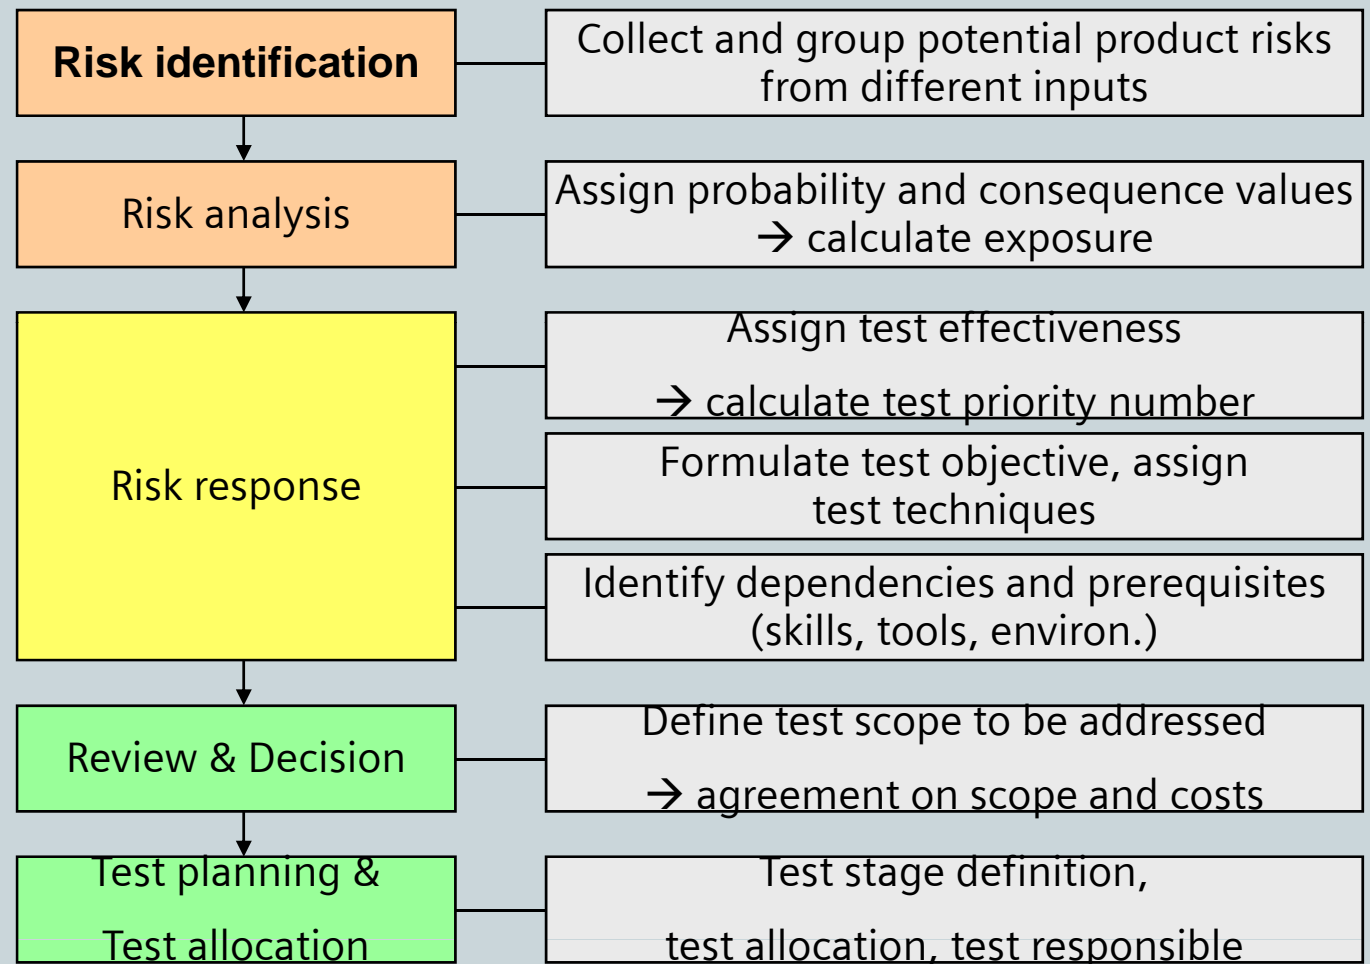 Risk identification
Collect and group potential product risks
from different inputs
Risk analysis
Assign probability and consequence values
→ calculate exposure
Risk response
Assign test effectiveness
→ calculate test priority number
Formulate test objective, assign
test techniques
Identify dependencies and prerequisites
(skills, tools, environ.)
Review & Decision
Define test scope to be addressed
→ agreement on scope and costs
Test planning &
Test allocation
Test stage definition,
test allocation, test responsible